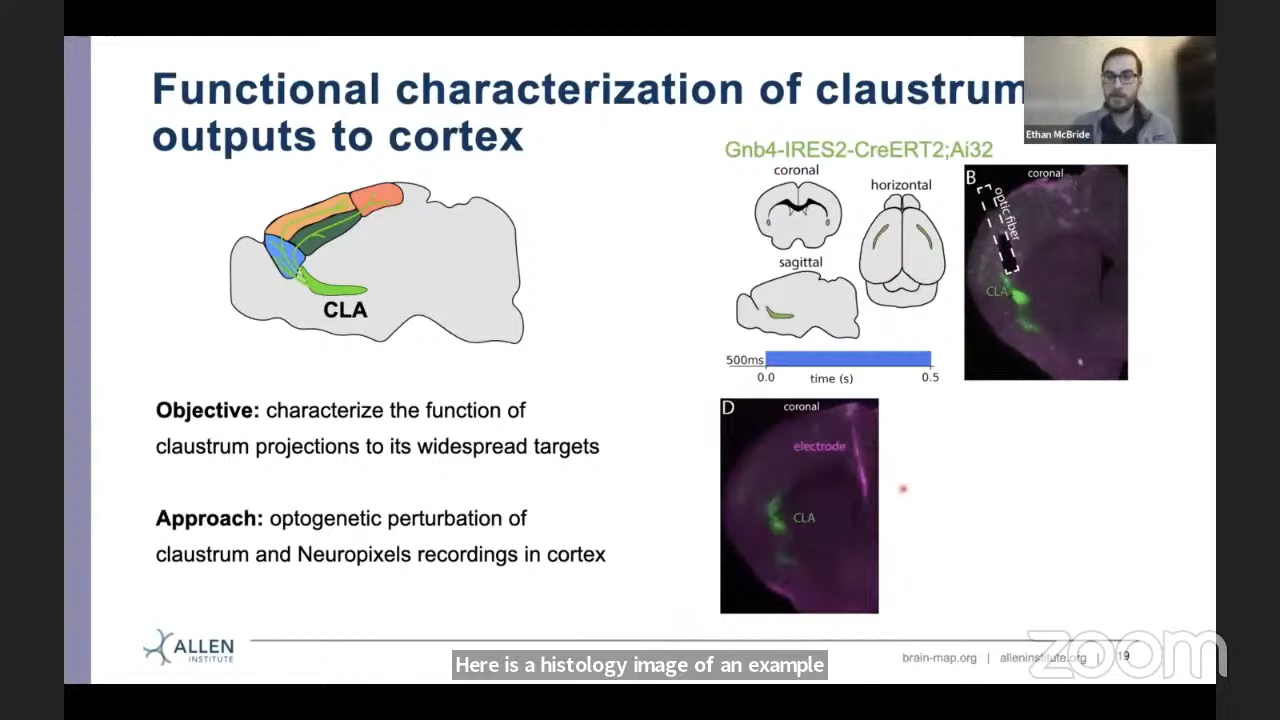 Functional characterization of claustrum
outputs to cortex
Ethan McBride
Gnb4-IRES2-CreERT2;Ai32
coronal
horizontal
sagittal
CLA
500ms
0.0
time (s)
0.5
B
coronal
optic fiber
CLA
Objective: characterize the function of
claustrum projections to its widespread targets
Approach: optogenetic perturbation of
claustrum and Neuropixels recordings in cortex
D
coronal
electrode
CLA
ALLEN
INSTITUTE
Here is a histology image of an example
brain-map.org | alleninstitute.org | 19
zoom